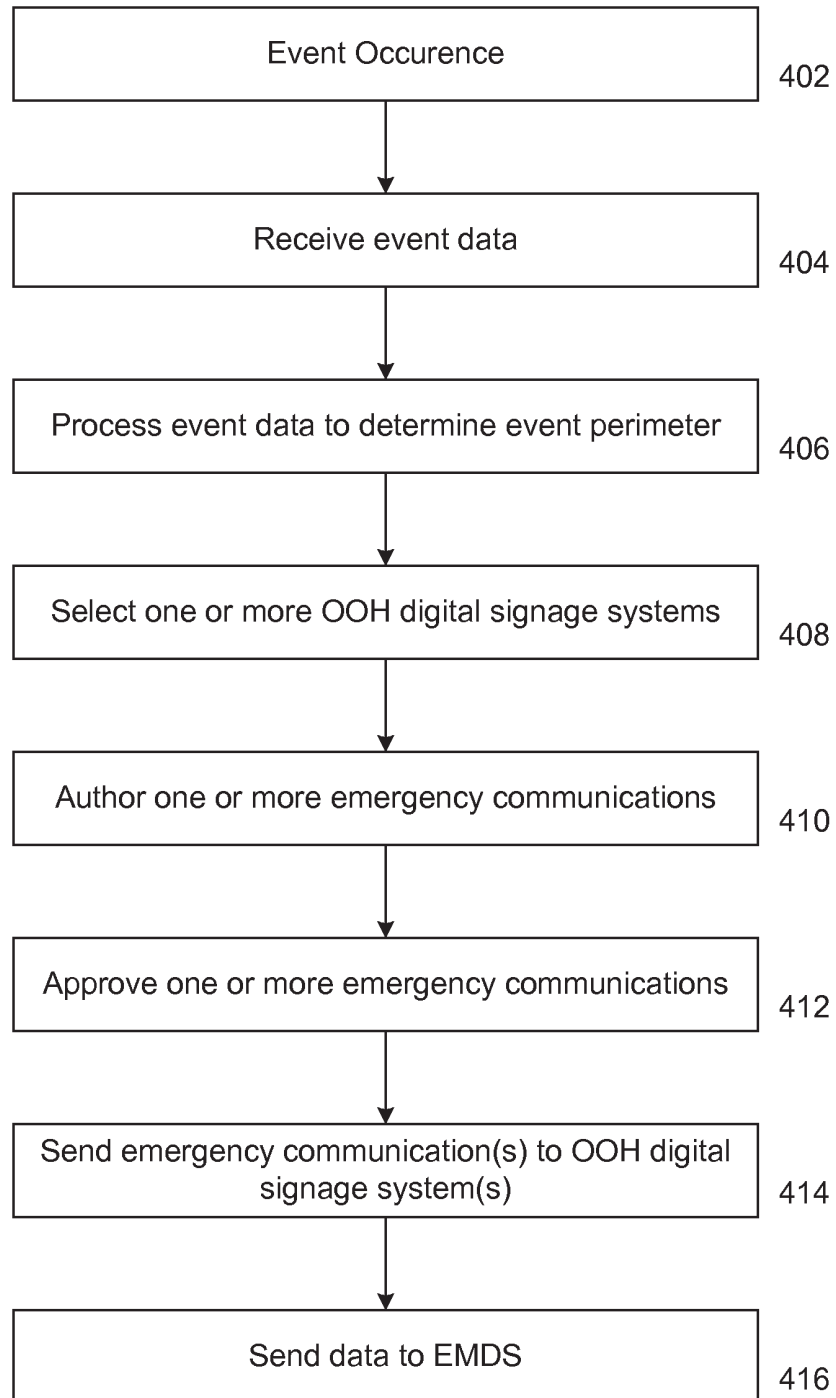 Event Occurence
402
Receive event data
404
Process event data to determine event perimeter
406
Select one or more OOH digital signage systems
408
Author one or more emergency communications
410
Approve one or more emergency communications
412
Send emergency communication(s) to OOH digital
signage system(s)
414
Send data to EMDS
416